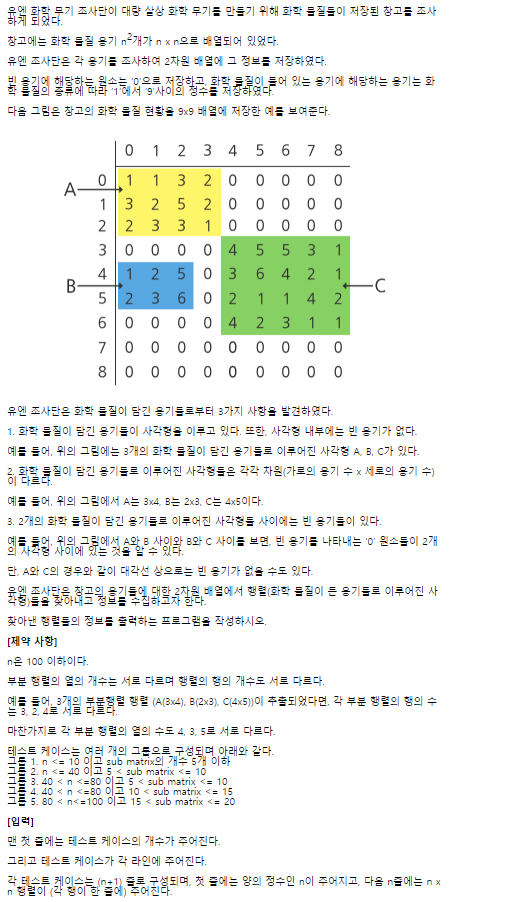 유엔 화학 무기 조사단이 대량 살상 화학 무기를 만들기 위해 화학 물질들이 저장된 창고를 조사
하게 되었다.
창고에는 화학 물질 용기 n²개가 n x n으로 배열되어 있었다.
유엔 조사단은 각 용기를 조사하여 2차원 배열에 그 정보를 저장하였다.
빈 용기에 해당하는 원소는 '0'으로 저장하고, 화학 물질이 들어 있는 용기에 해당하는 용기는 화
학 물질의 종류에 따라 '1'에서 '9'사이의 정수를 저장하였다.
다음 그림은 창고의 화학 물질 현황을 9x9 배열에 저장한 예를 보여준다.
0 1 2 3 4 5 6 7 8
A 0 1 1 3 2 0 0 0 0 0
1 3 2 5 2 0 0 0 0 0
2 2 3 3 1 0 0 0 0 0
3 0 0 0 0 4 5 5 3 1
B 4 1 2 5 0 3 6 4 2 1 C
5 2 3 6 0 2 1 1 4 2
6 0 0 0 0 4 2 3 1 1
7 0 0 0 0 0 0 0 0 0
8 0 0 0 0 0 0 0 0 0
유엔 조사단은 화학 물질이 담긴 용기들로부터 3가지 사항을 발견하였다.
1. 화학 물질이 담긴 용기들이 사각형을 이루고 있다. 또한, 사각형 내부에는 빈 용기가 없다.
예를 들어, 위의 그림에는 3개의 화학 물질이 담긴 용기들로 이루어진 사각형 A, B, C가 있다.
2. 화학 물질이 담긴 용기들로 이루어진 사각형들은 각각 차원(가로의 용기 수 x 세로의 용기 수)
이 다르다.
예를 들어, 위의 그림에서 A는 3x4, B는 2x3, C는 4x5이다.
3. 2개의 화학 물질이 담긴 용기들로 이루어진 사각형들 사이에는 빈 용기들이 있다.
예를 들어, 위의 그림에서 A와 B 사이와 B와 C 사이를 보면, 빈 용기를 나타내는 '0' 원소들이 2개
의 사각형 사이에 있는 것을 알 수 있다.
단, A와 C의 경우와 같이 대각선 상으로는 빈 용기가 없을 수도 있다.
유엔 조사단은 창고의 용기들에 대한 2차원 배열에서 행렬(화학 물질이 든 용기들로 이루어진 사
각형)들을 찾아내고 정보를 수집하고자 한다.
찾아낸 행렬들의 정보를 출력하는 프로그램을 작성하시오.
[제약 사항]
n은 100 이하이다.
부분 행렬의 열의 개수는 서로 다르며 행렬의 행의 개수도 서로 다르다.
예를 들어, 3개의 부분행렬 행렬 (A(3x4), B(2x3), C(4x5))이 추출되었다면, 각 부분 행렬의 행의 수
는 3, 2, 4로 서로 다르다.
마찬가지로 각 부분 행렬의 열의 수도 4, 3, 5로 서로 다르다.
테스트 케이스는 여러 개의 그룹으로 구성되며 아래와 같다.
그룹 1. n <= 10 이고 sub matrix의 개수 5개 이하
그룹 2. n <= 40 이고 5 < sub matrix <= 10
그룹 3. 40 < n <=80 이고 5 < sub matrix <= 10
그룹 4. 40 < n <=80 이고 10 < sub matrix <= 15
그룹 5. 80 < n<=100 이고 15 < sub matrix <= 20
[입력]
맨 첫 줄에는 테스트 케이스의 개수가 주어진다.
그리고 테스트 케이스가 각 라인에 주어진다.
각 테스트 케이스는 (n+1) 줄로 구성되며, 첫 줄에는 양의 정수인 n이 주어지고, 다음 n줄에는 n x
n 행렬이 (각 행이 한 줄에) 주어진다.